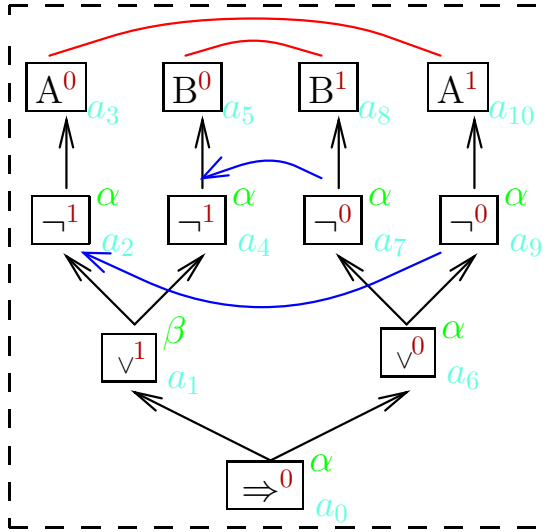 A⁰ B⁰ B¹ A¹
a₃ a₅ a₈ a₁₀
α α α α
¬¹ ¬¹ ¬⁰ ¬⁰
a₂ a₄ a₇ a₉
β α
∨¹ ∨⁰
a₁ a₆
α
⇒⁰
a₀